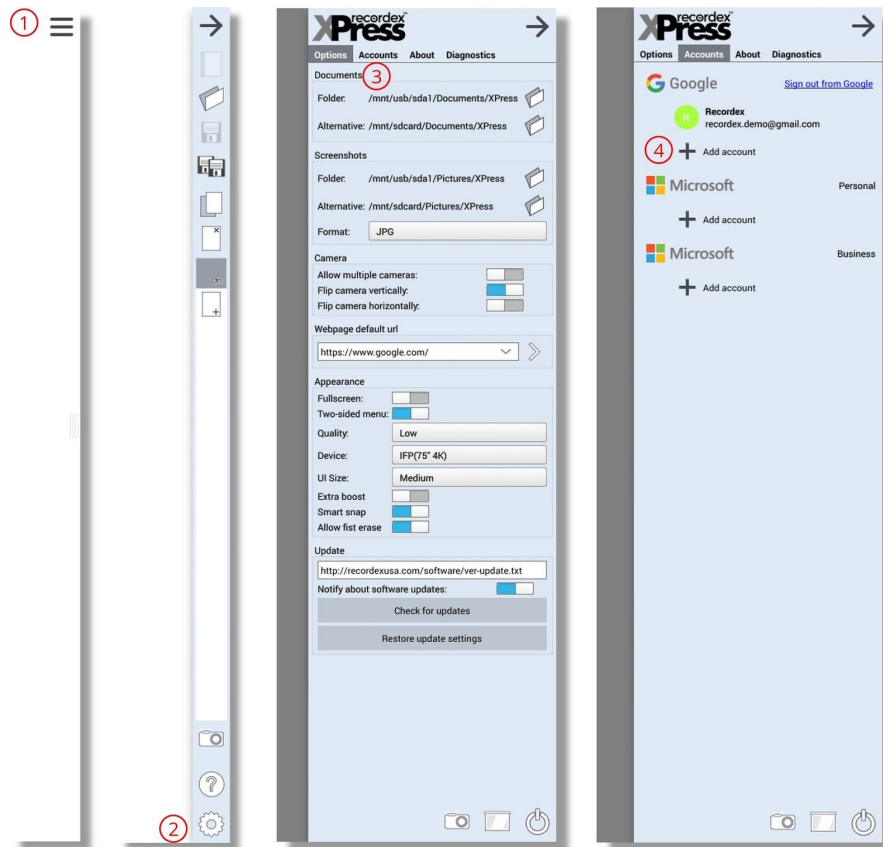 1
2
recordex™
XPress
Options Accounts About Diagnostics
3
Documents
Folder: /mnt/usb/sda1/Documents/XPress
Alternative: /mnt/sdcard/Documents/XPress
Screenshots
Folder: /mnt/usb/sda1/Pictures/XPress
Alternative: /mnt/sdcard/Pictures/XPress
Format: JPG
Camera
Allow multiple cameras:
Flip camera vertically:
Flip camera horizontally:
Webpage default url
https://www.google.com/
Appearance
Fullscreen:
Two-sided menu:
Quality: Low
Device: IFP(75" 4K)
UI Size: Medium
Extra boost
Smart snap
Allow fist erase
Update
http://recordexusa.com/software/ver-update.txt
Notify about software updates:
Check for updates
Restore update settings
recordex™
XPress
Options Accounts About Diagnostics
Google Sign out from Google
R Recordex
recordex.demo@gmail.com
4 Add account
Microsoft Personal
Add account
Microsoft Business
Add account